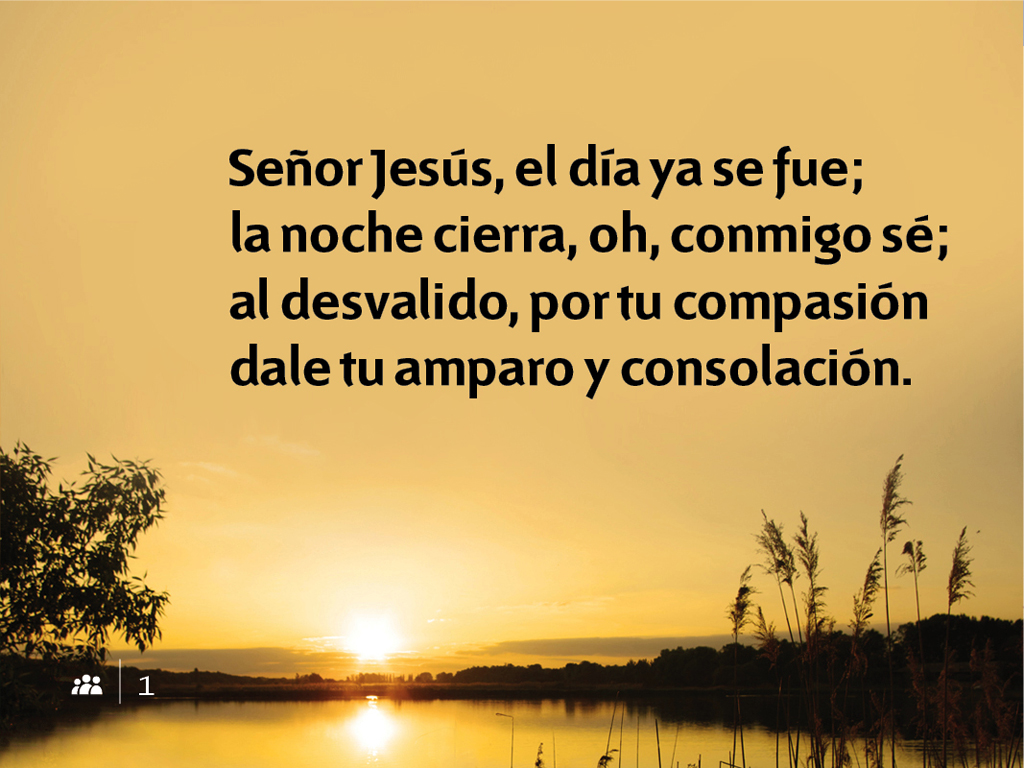 Señor Jesús, el día ya se fue;
la noche cierra, oh, conmigo sé;
al desvalido, por tu compasión
dale tu amparo y consolación.
1